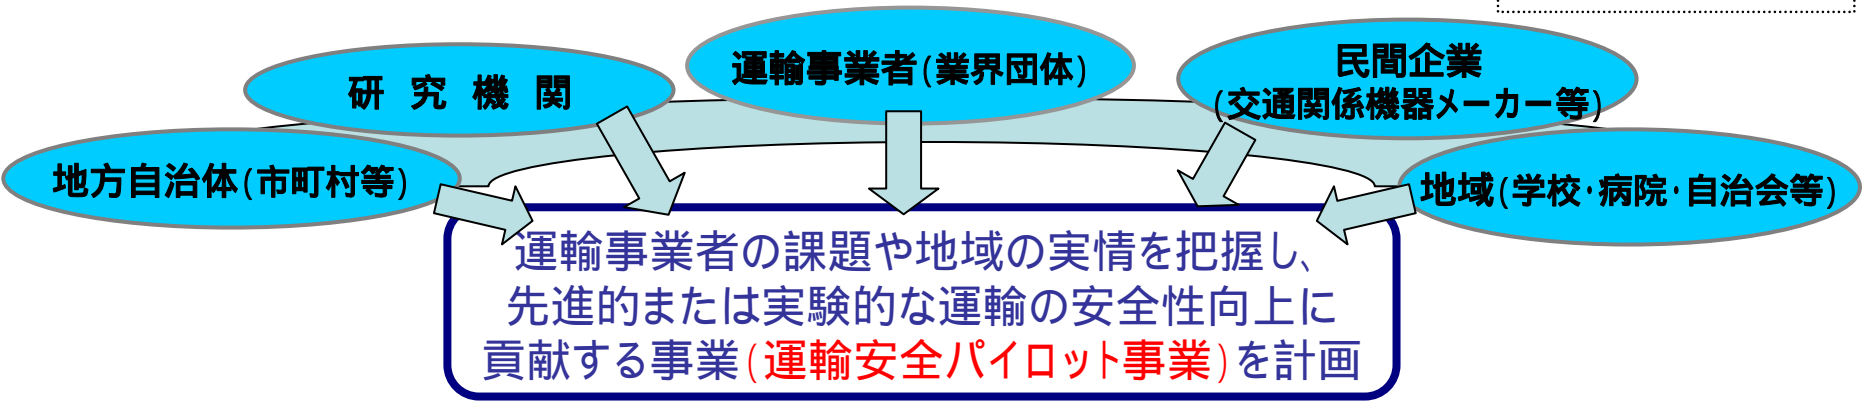 運輸事業者(業界団体)
民間企業
(交通関係機器メーカー等)
研 究 機 関
地方自治体(市町村等)
地域(学校・病院・自治会等)
運輸事業者の課題や地域の実情を把握し、
先進的または実験的な運輸の安全性向上に
貢献する事業(運輸安全パイロット事業)を計画